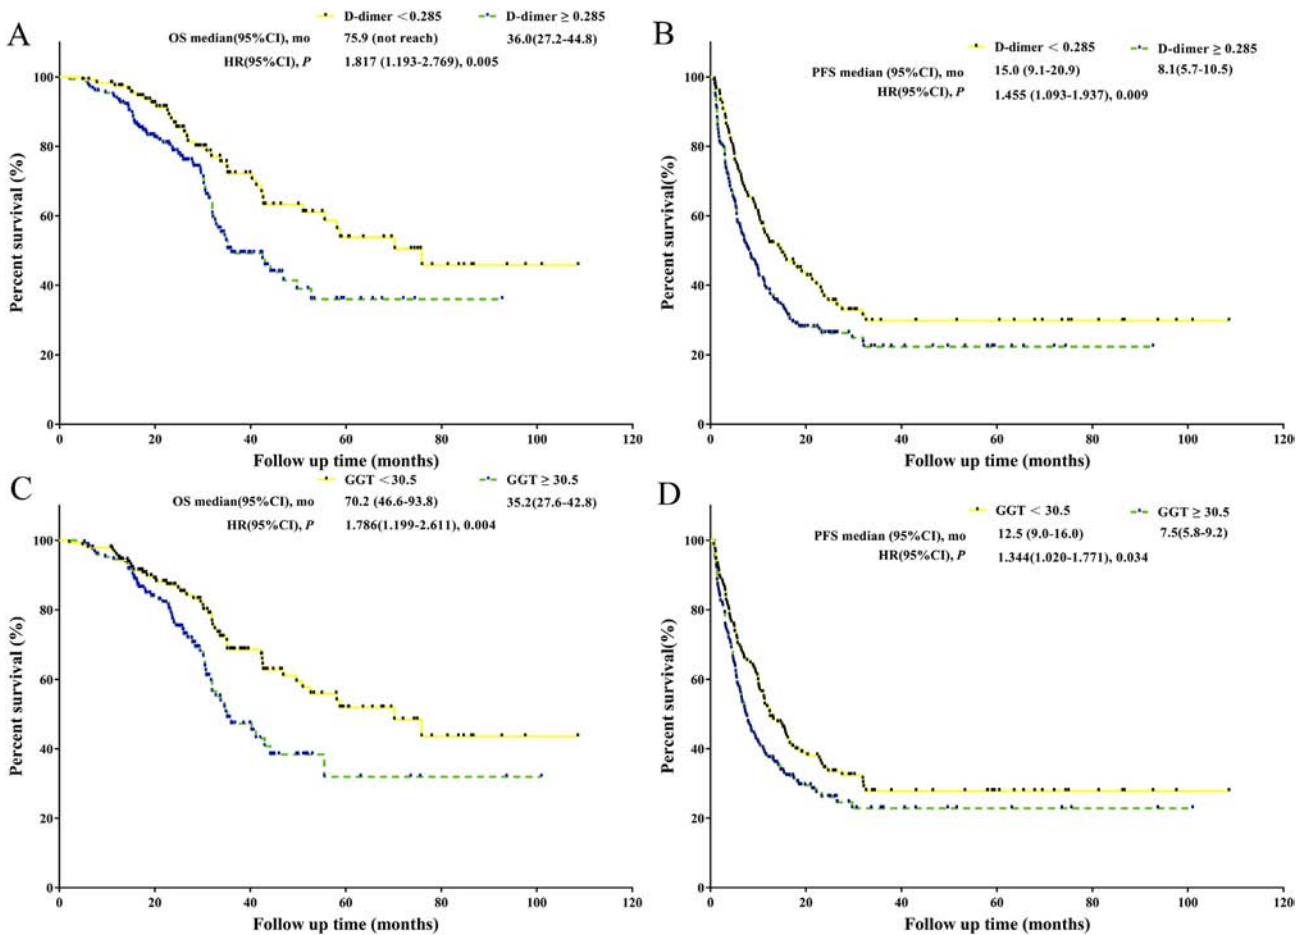 A
D-dimer < 0.285 D-dimer ≥ 0.285
OS median(95%CI), mo 75.9 (not reach) 36.0(27.2-44.8)
HR(95%CI), P 1.817 (1.193-2.769), 0.005
Percent survival (%)
100
80
60
40
20
0
0 20 40 60 80 100 120
Follow up time (months)
B
D-dimer < 0.285 D-dimer ≥ 0.285
PFS median (95%CI), mo 15.0 (9.1-20.9) 8.1(5.7-10.5)
HR(95%CI), P 1.455 (1.093-1.937), 0.009
Percent survival(%)
100
80
60
40
20
0
0 20 40 60 80 100 120
Follow up time (months)
C
GGT < 30.5 GGT ≥ 30.5
OS median(95%CI), mo 70.2 (46.6-93.8) 35.2(27.6-42.8)
HR(95%CI), P 1.786(1.199-2.611), 0.004
Percent survival (%)
100
80
60
40
20
0
0 20 40 60 80 100 120
Follow up time (months)
D
GGT < 30.5 GGT ≥ 30.5
PFS median (95%CI), mo 12.5 (9.0-16.0) 7.5(5.8-9.2)
HR(95%CI), P 1.344(1.020-1.771), 0.034
Percent survival(%)
100
80
60
40
20
0
0 20 40 60 80 100 120
Follow up time (months)